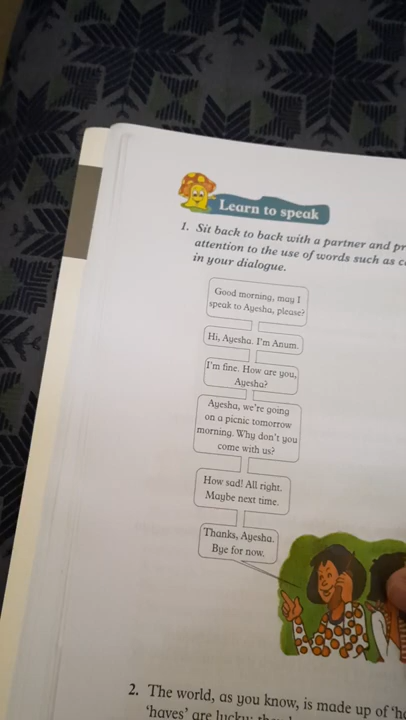 Learn to speak
1. Sit back to back with a partner and
attention to the use of words such as
in your dialogue.
Good morning, may I
speak to Ayesha, please?
Hi, Ayesha. I'm Anum.
I'm fine. How are you,
Ayesha?
Ayesha, we're going
on a picnic tomorrow
morning. Why don't you
come with us?
How sad! All right.
Maybe next time.
Thanks, Ayesha.
Bye for now.
2. The world, as you know, is made up of
'haves' are lucky;